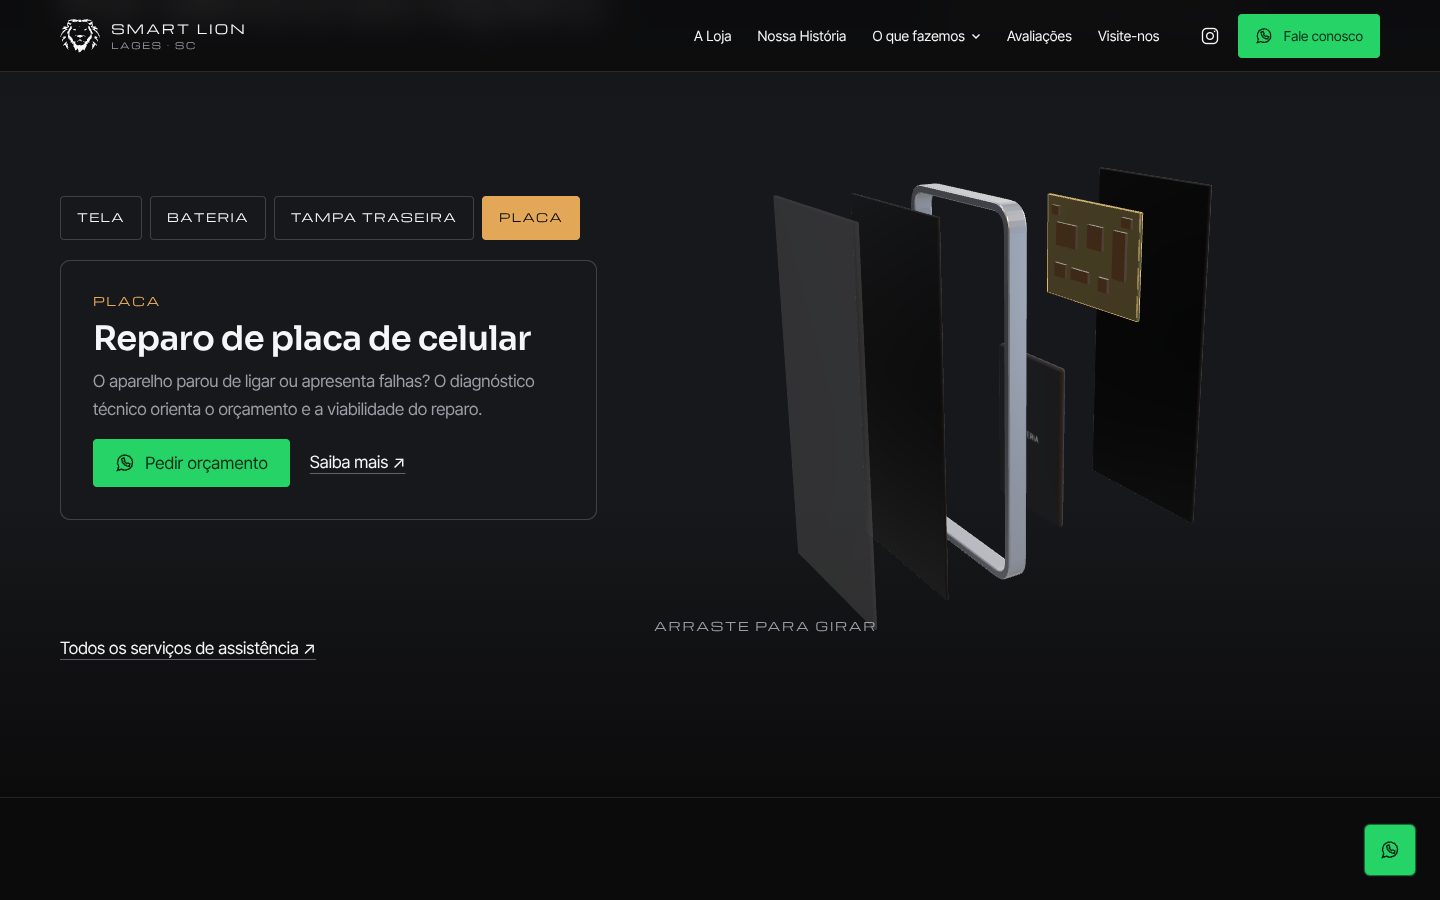 SMART LION
LAGES · SC
A Loja
Nossa História
O que fazemos
Avaliações
Visite-nos
Fale conosco
TELA
BATERIA
TAMPA TRASEIRA
PLACA
PLACA
Reparo de placa de celular
O aparelho parou de ligar ou apresenta falhas? O diagnóstico
técnico orienta o orçamento e a viabilidade do reparo.
Pedir orçamento
Saiba mais ↗
ARRASTE PARA GIRAR
Todos os serviços de assistência ↗